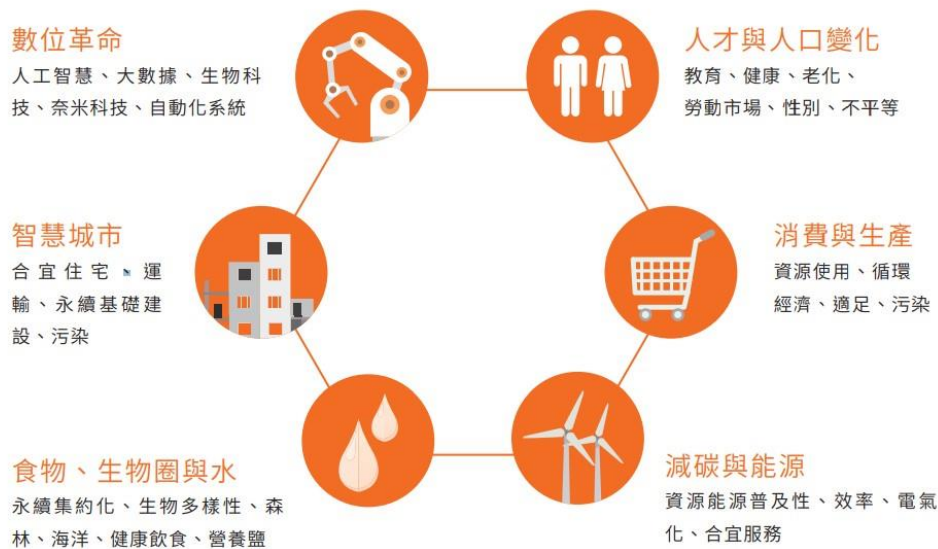 數位革命
人工智慧、大數據、生物科
技、奈米科技、自動化系統
人才與人口變化
教育、健康、老化、
勞動市場、性別、不平等
智慧城市
合宜住宅、運
輸、永續基礎建
設、污染
消費與生產
資源使用、循環
經濟、適足、污染
食物、生物圈與水
永續集約化、生物多樣性、森
林、海洋、健康飲食、營養鹽
減碳與能源
資源能源普及性、效率、電氣
化、合宜服務